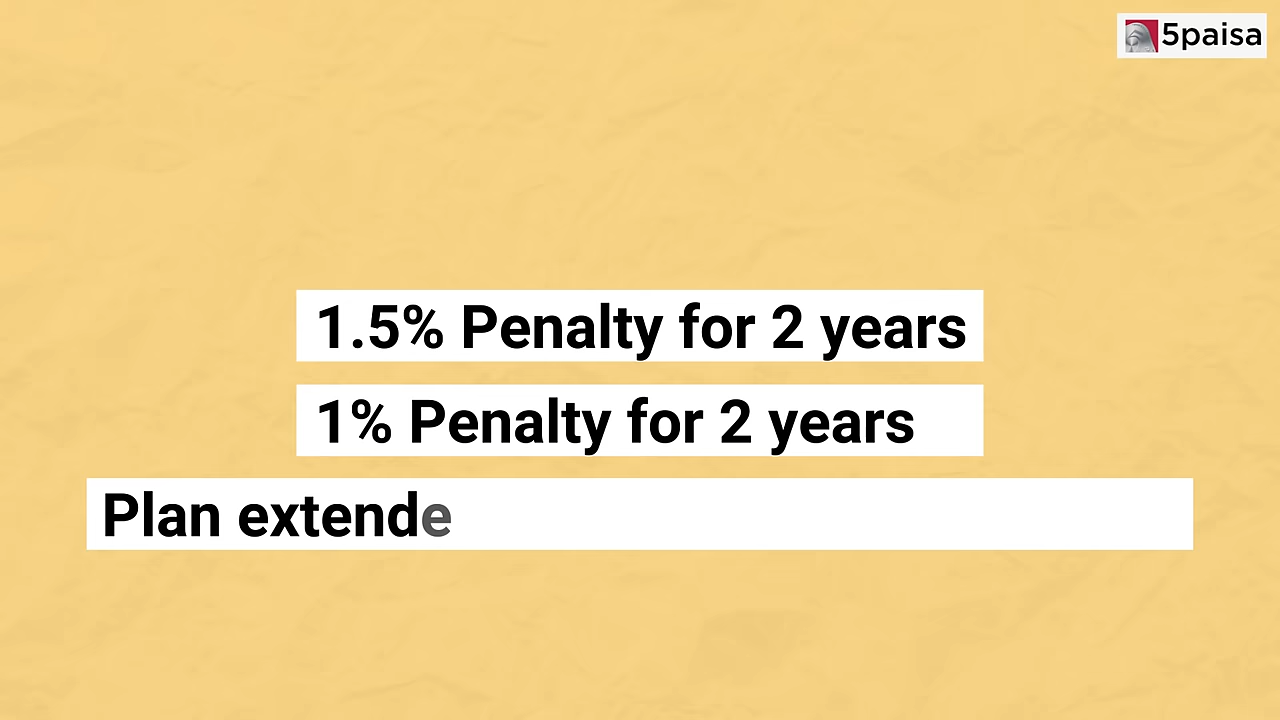 5paisa
1.5% Penalty for 2 years
1% Penalty for 2 years
Plan extende